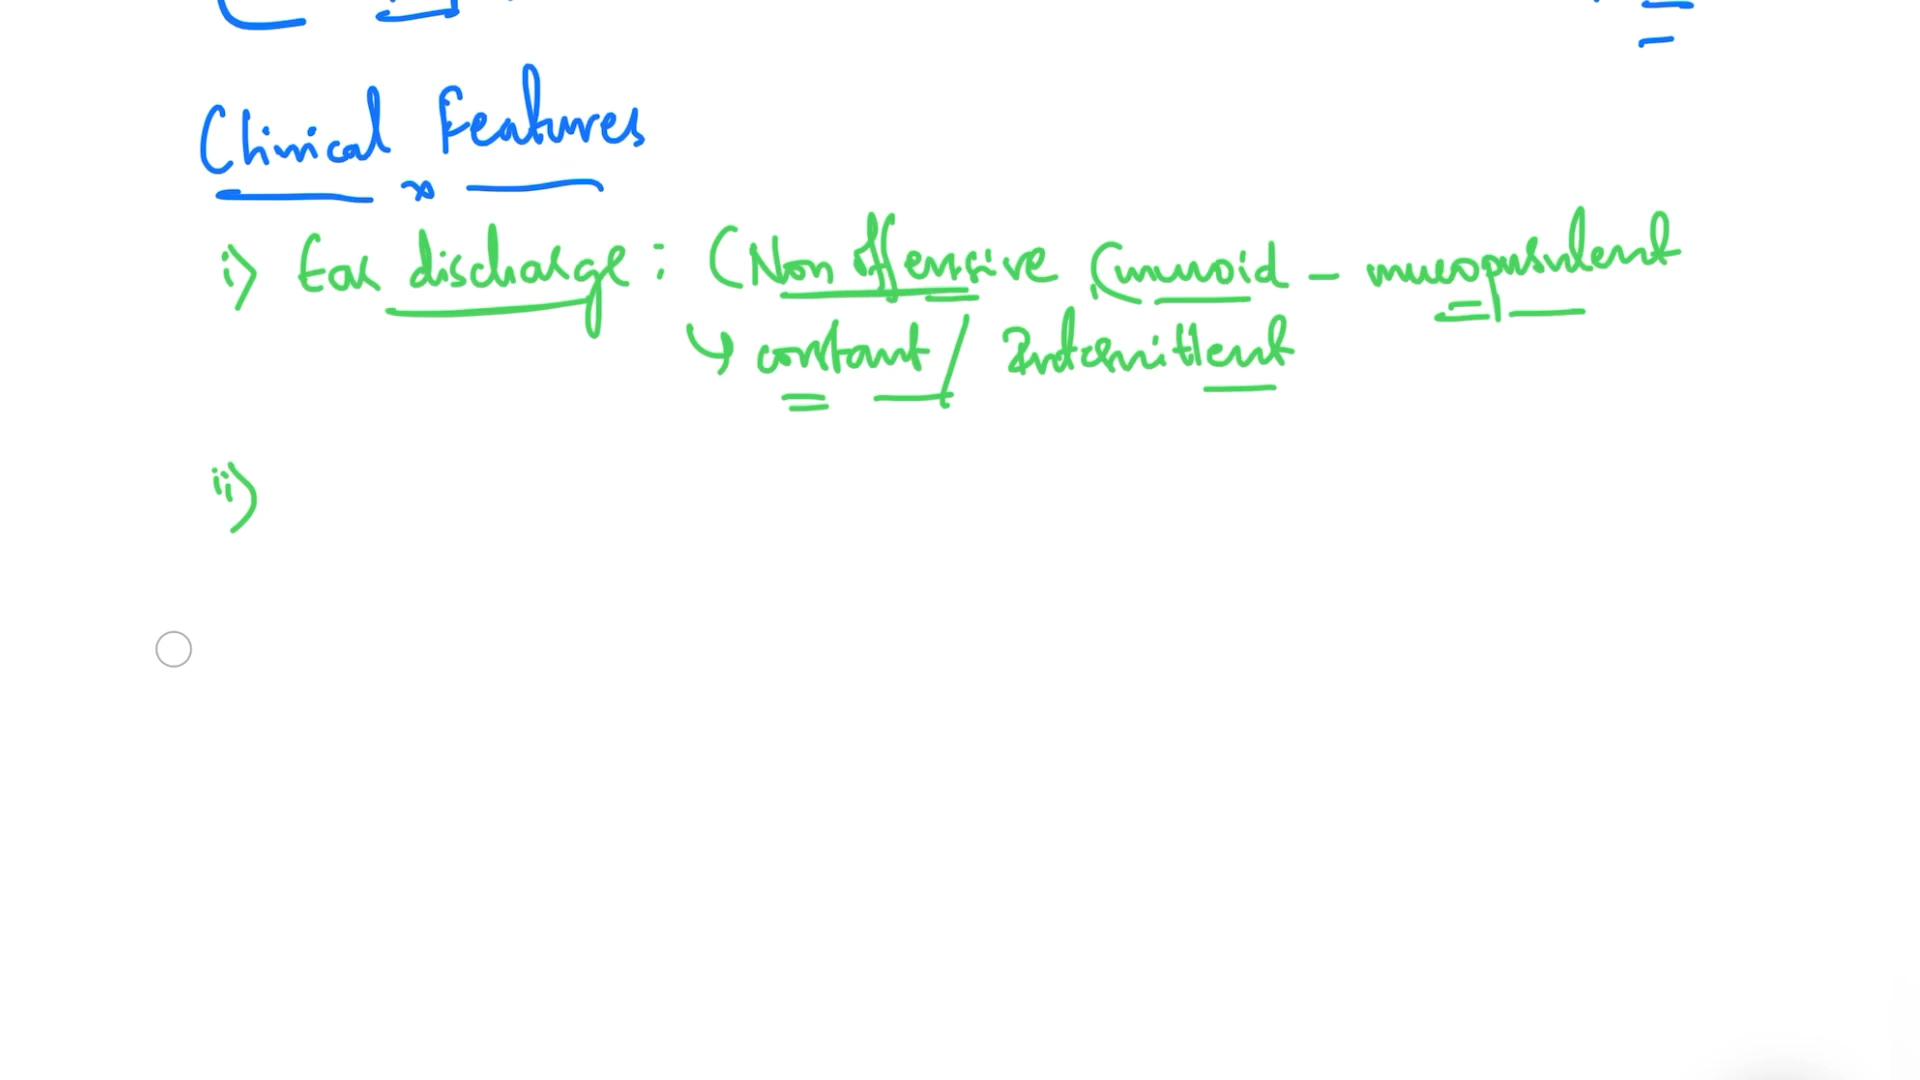 Clinical Features
i) Ear discharge : (Non offensive (mucoid - mucopurulent
↳ constant / Intermittent
ii)